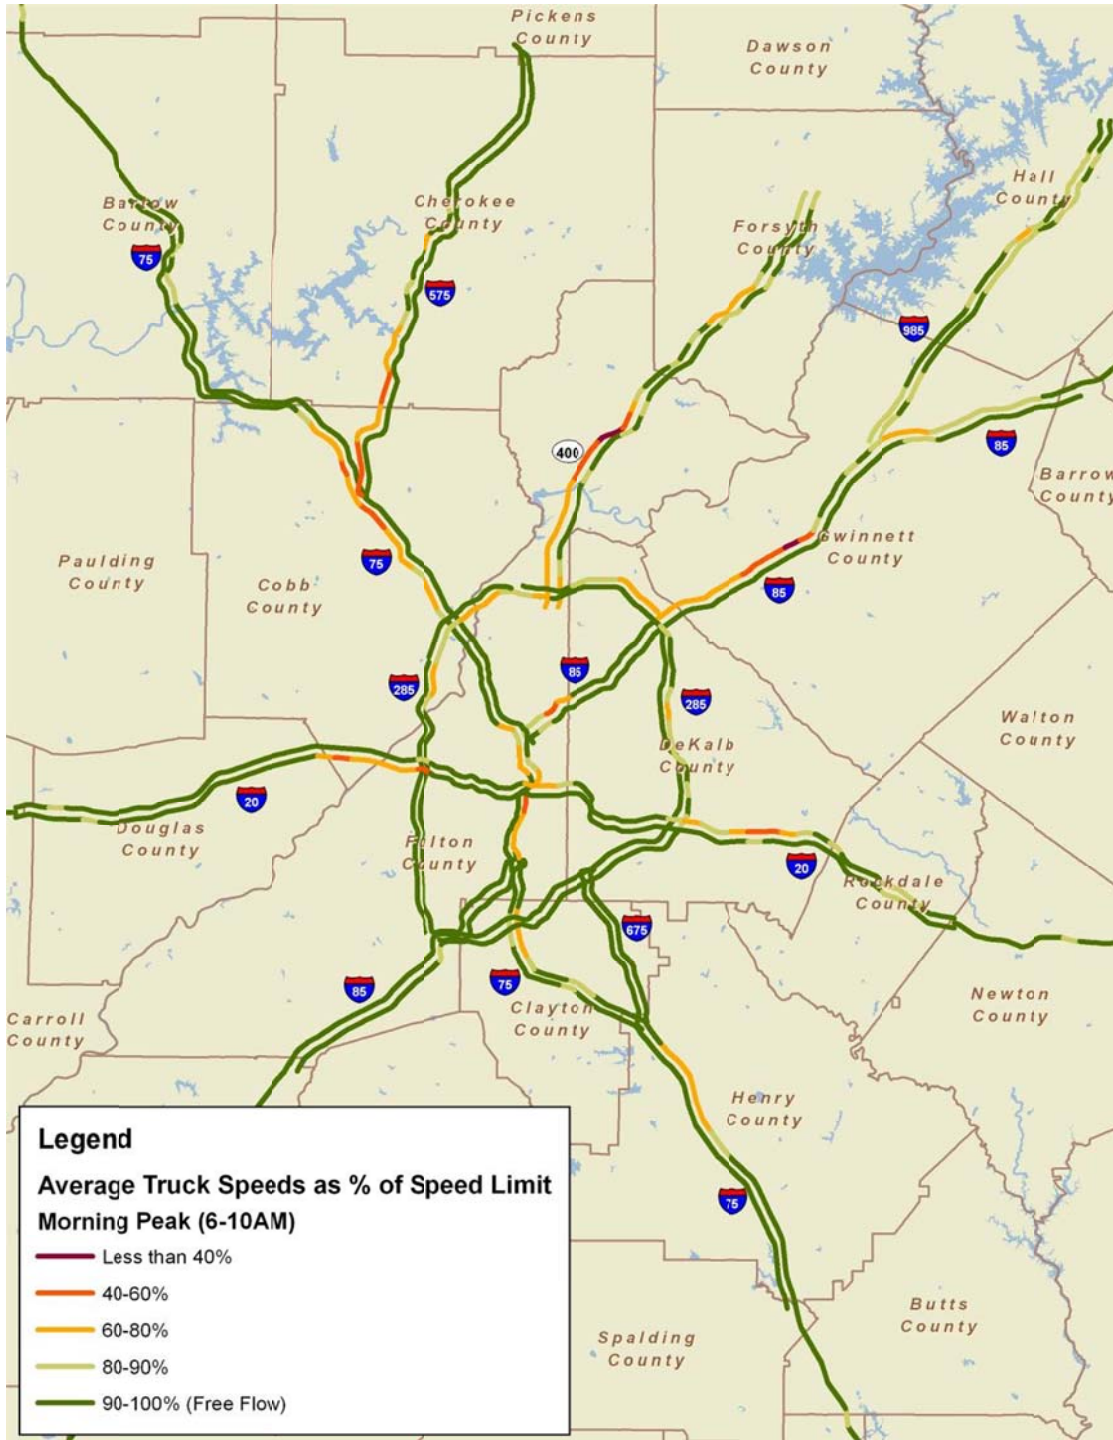 Pickens
County
Dawson
County
Bartow
County
75
Cherokee
County
575
Forsyth
County
Hall
County
985
400
85
Barrow
County
Gwinnett
County
85
Paulding
County
Cobb
County
75
85
285
285
DeKalb
County
Walton
County
20
Douglas
County
Fulton
County
20
Rockdale
County
675
85
75
Clayton
County
Newton
County
Carroll
County
Henry
County
75
Spalding
County
Butts
County
Legend
Average Truck Speeds as % of Speed Limit
Morning Peak (6-10AM)
Less than 40%
40-60%
60-80%
80-90%
90-100% (Free Flow)